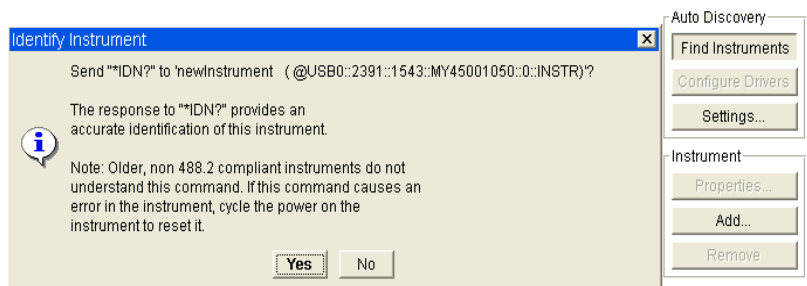 Identify Instrument
Send "*IDN?" to 'newInstrument ( @USB0::2391::1543::MY45001050::0::INSTR)'?
The response to "*IDN?" provides an
accurate identification of this instrument.
Note: Older, non 488.2 compliant instruments do not
understand this command. If this command causes an
error in the instrument, cycle the power on the
instrument to reset it.
Yes No
Auto Discovery
Find Instruments
Configure Drivers
Settings...
Instrument
Properties...
Add...
Remove